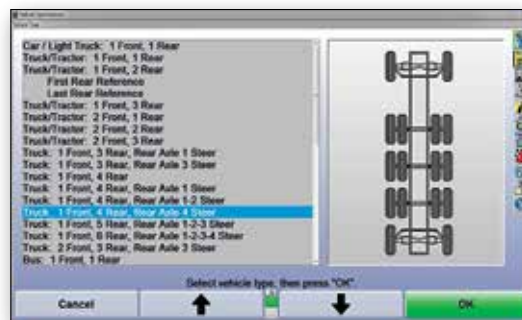 Vehicle Specifications
Car / Light Truck: 1 Front, 1 Rear
Truck/Tractor: 1 Front, 1 Rear
Truck/Tractor: 1 Front, 2 Rear
First Rear Reference
Last Rear Reference
Truck/Tractor: 1 Front, 3 Rear
Truck/Tractor: 2 Front, 1 Rear
Truck/Tractor: 2 Front, 2 Rear
Truck/Tractor: 2 Front, 3 Rear
Truck: 1 Front, 3 Rear, Rear Axle 1 Steer
Truck: 1 Front, 3 Rear, Rear Axle 3 Steer
Truck: 1 Front, 4 Rear
Truck: 1 Front, 4 Rear, Rear Axle 1 Steer
Truck: 1 Front, 4 Rear, Rear Axle 1-2 Steer
Truck: 1 Front, 4 Rear, Rear Axle 4 Steer
Truck: 1 Front, 5 Rear, Rear Axle 1-2-3 Steer
Truck: 1 Front, 6 Rear, Rear Axle 1-2-3-4 Steer
Truck: 2 Front, 3 Rear, Rear Axle 3 Steer
Bus: 1 Front, 1 Rear
Select vehicle type, then press "OK".
Cancel
OK